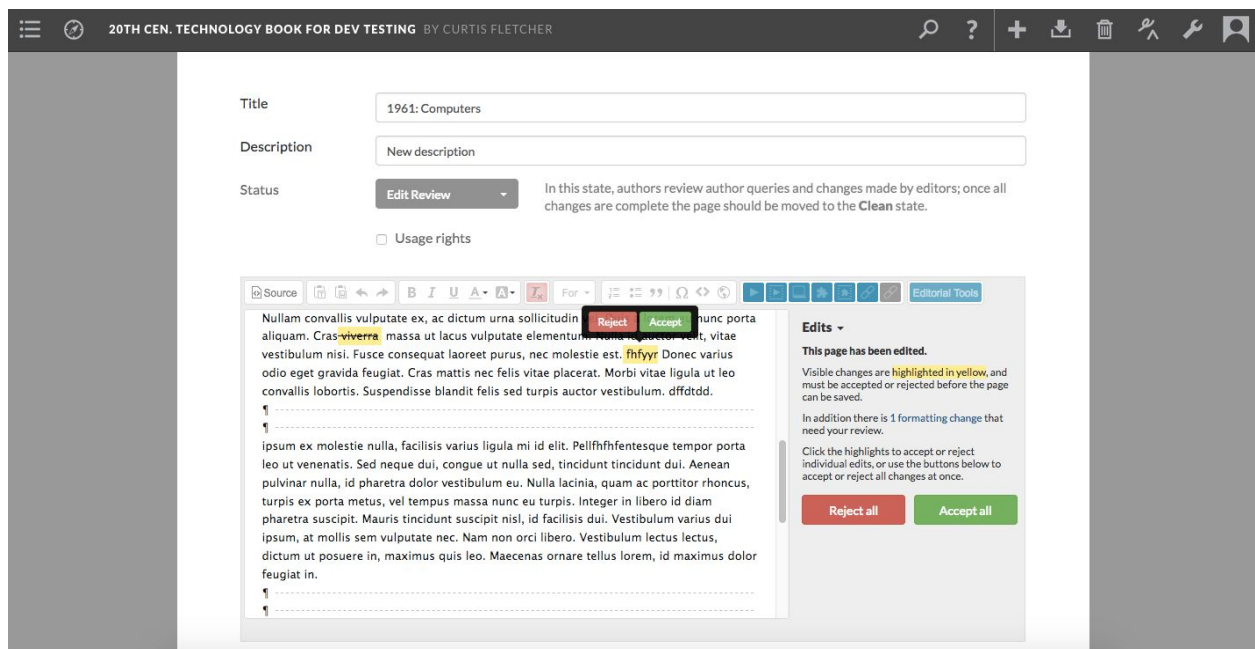 20TH CEN. TECHNOLOGY BOOK FOR DEV TESTING BY CURTIS FLETCHER
Title
1961: Computers
Description
New description
Status
Edit Review
In this state, authors review author queries and changes made by editors; once all
changes are complete the page should be moved to the Clean state.
Usage rights
Source
B I U A A Tx For Ω Editorial Tools
Reject Accept
Nullam convallis vulputate ex, ac dictum urna sollicitudin nunc porta
aliquam. Cras viverra massa ut lacus vulputate elementum. vitae
vestibulum nisi. Fusce consequat laoreet purus, nec molestie est. fhfyyr Donec varius
odio eget gravida feugiat. Cras mattis nec felis vitae placerat. Morbi vitae ligula ut leo
convallis lobortis. Suspendisse blandit felis sed turpis auctor vestibulum. dffdtdd.
¶
¶
ipsum ex molestie nulla, facilisis varius ligula mi id elit. Pellfhfhfentesque tempor porta
leo ut venenatis. Sed neque dui, congue ut nulla sed, tincidunt tincidunt dui. Aenean
pulvinar nulla, id pharetra dolor vestibulum eu. Nulla lacinia, quam ac porttitor rhoncus,
turpis ex porta metus, vel tempus massa nunc eu turpis. Integer in libero id diam
pharetra suscipit. Mauris tincidunt suscipit nisl, id facilisis dui. Vestibulum varius dui
ipsum, at mollis sem vulputate nec. Nam non orci libero. Vestibulum lectus lectus,
dictum ut posuere in, maximus quis leo. Maecenas ornare tellus lorem, id maximus dolor
feugiat in.
¶
¶
Edits
This page has been edited.
Visible changes are highlighted in yellow, and
must be accepted or rejected before the page
can be saved.
In addition there is 1 formatting change that
need your review.
Click the highlights to accept or reject
individual edits, or use the buttons below to
accept or reject all changes at once.
Reject all Accept all